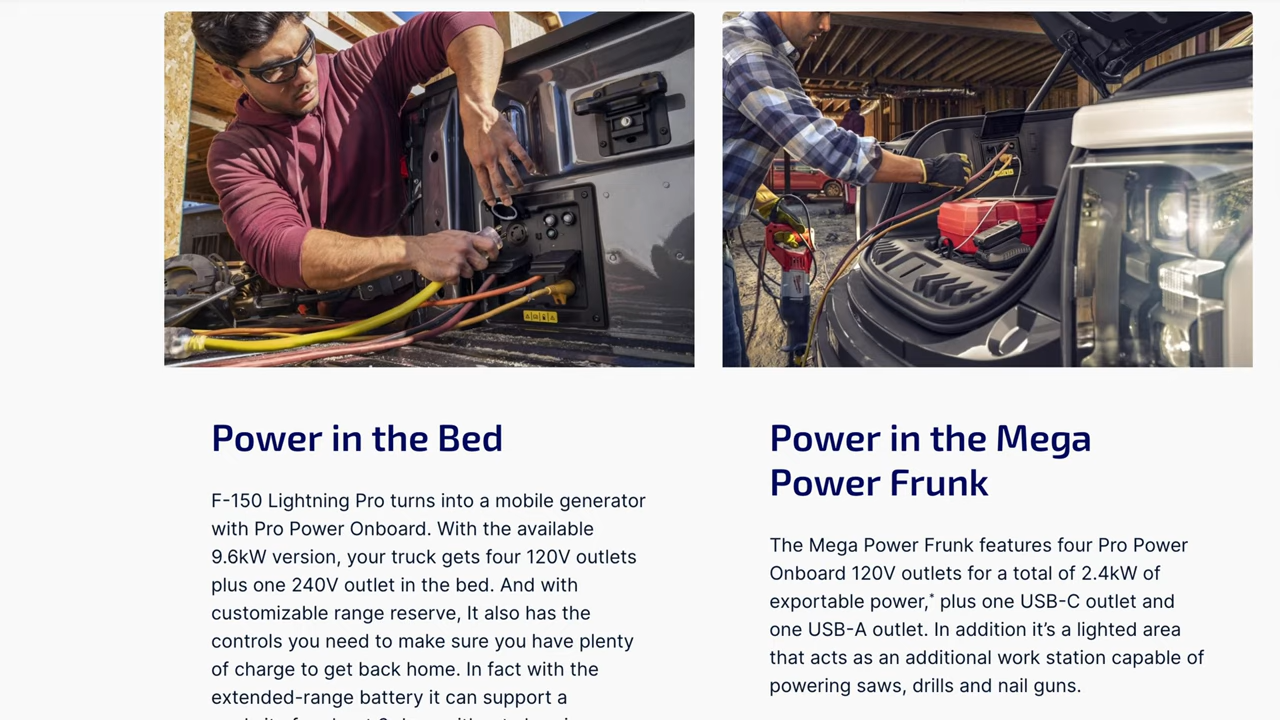 Power in the Bed
F-150 Lightning Pro turns into a mobile generator
with Pro Power Onboard. With the available
9.6kW version, your truck gets four 120V outlets
plus one 240V outlet in the bed. And with
customizable range reserve, It also has the
controls you need to make sure you have plenty
of charge to get back home. In fact with the
extended-range battery it can support a
Power in the Mega
Power Frunk
The Mega Power Frunk features four Pro Power
Onboard 120V outlets for a total of 2.4kW of
exportable power,* plus one USB-C outlet and
one USB-A outlet. In addition it’s a lighted area
that acts as an additional work station capable of
powering saws, drills and nail guns.